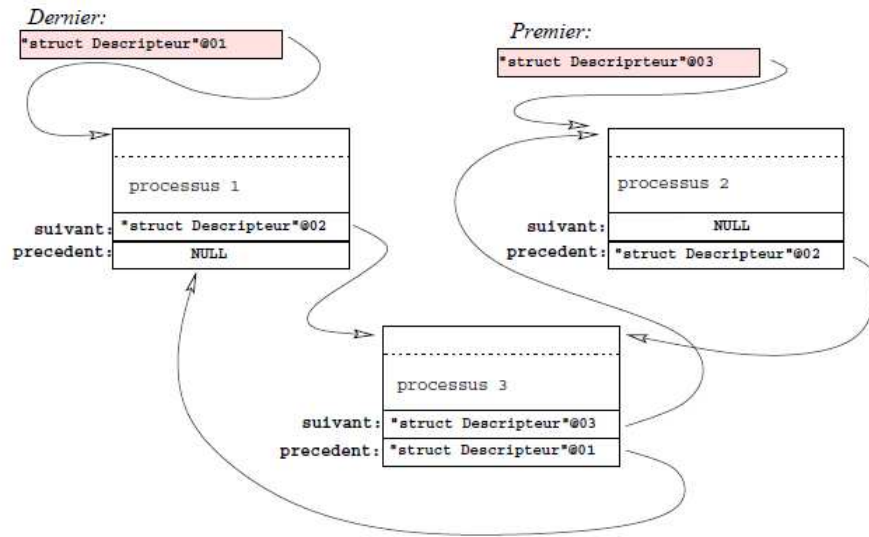 Dernier:
"struct Descripteur"@01
Premier:
"struct Descriprteur"@03
processus 1
suivant: "struct Descripteur"@02
precedent: NULL
processus 2
suivant: NULL
precedent: "struct Descripteur"@02
processus 3
suivant: "struct Descripteur"@03
precedent: "struct Descripteur"@01